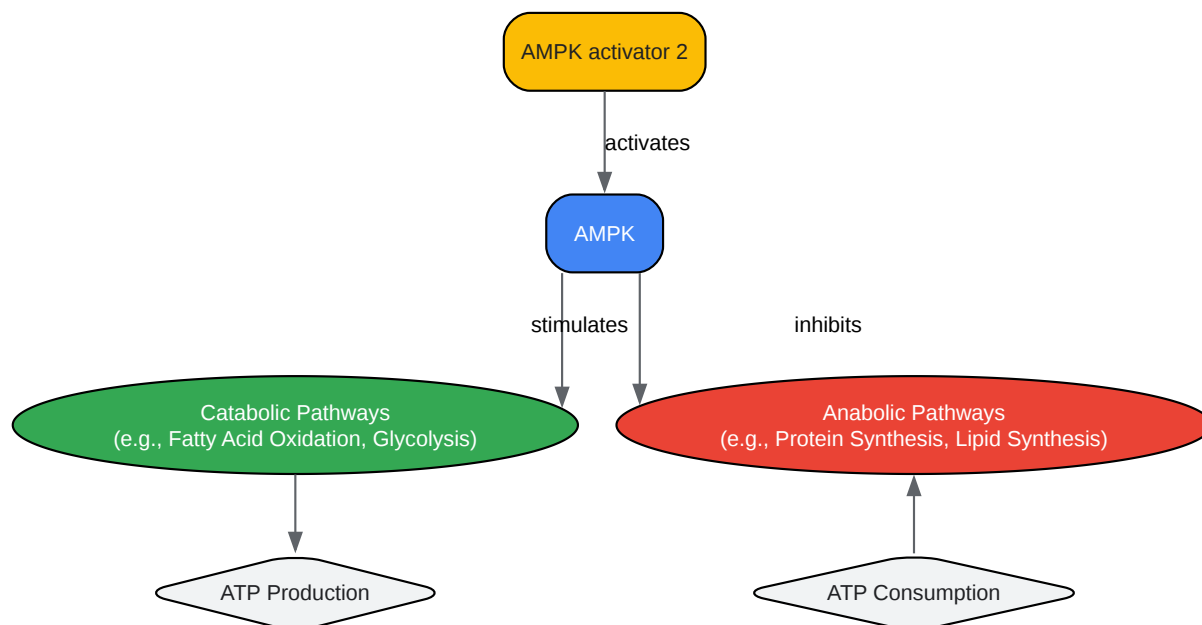 AMPK activator 2
activates
AMPK
stimulates
inhibits
Catabolic Pathways
(e.g., Fatty Acid Oxidation, Glycolysis)
Anabolic Pathways
(e.g., Protein Synthesis, Lipid Synthesis)
ATP Production
ATP Consumption